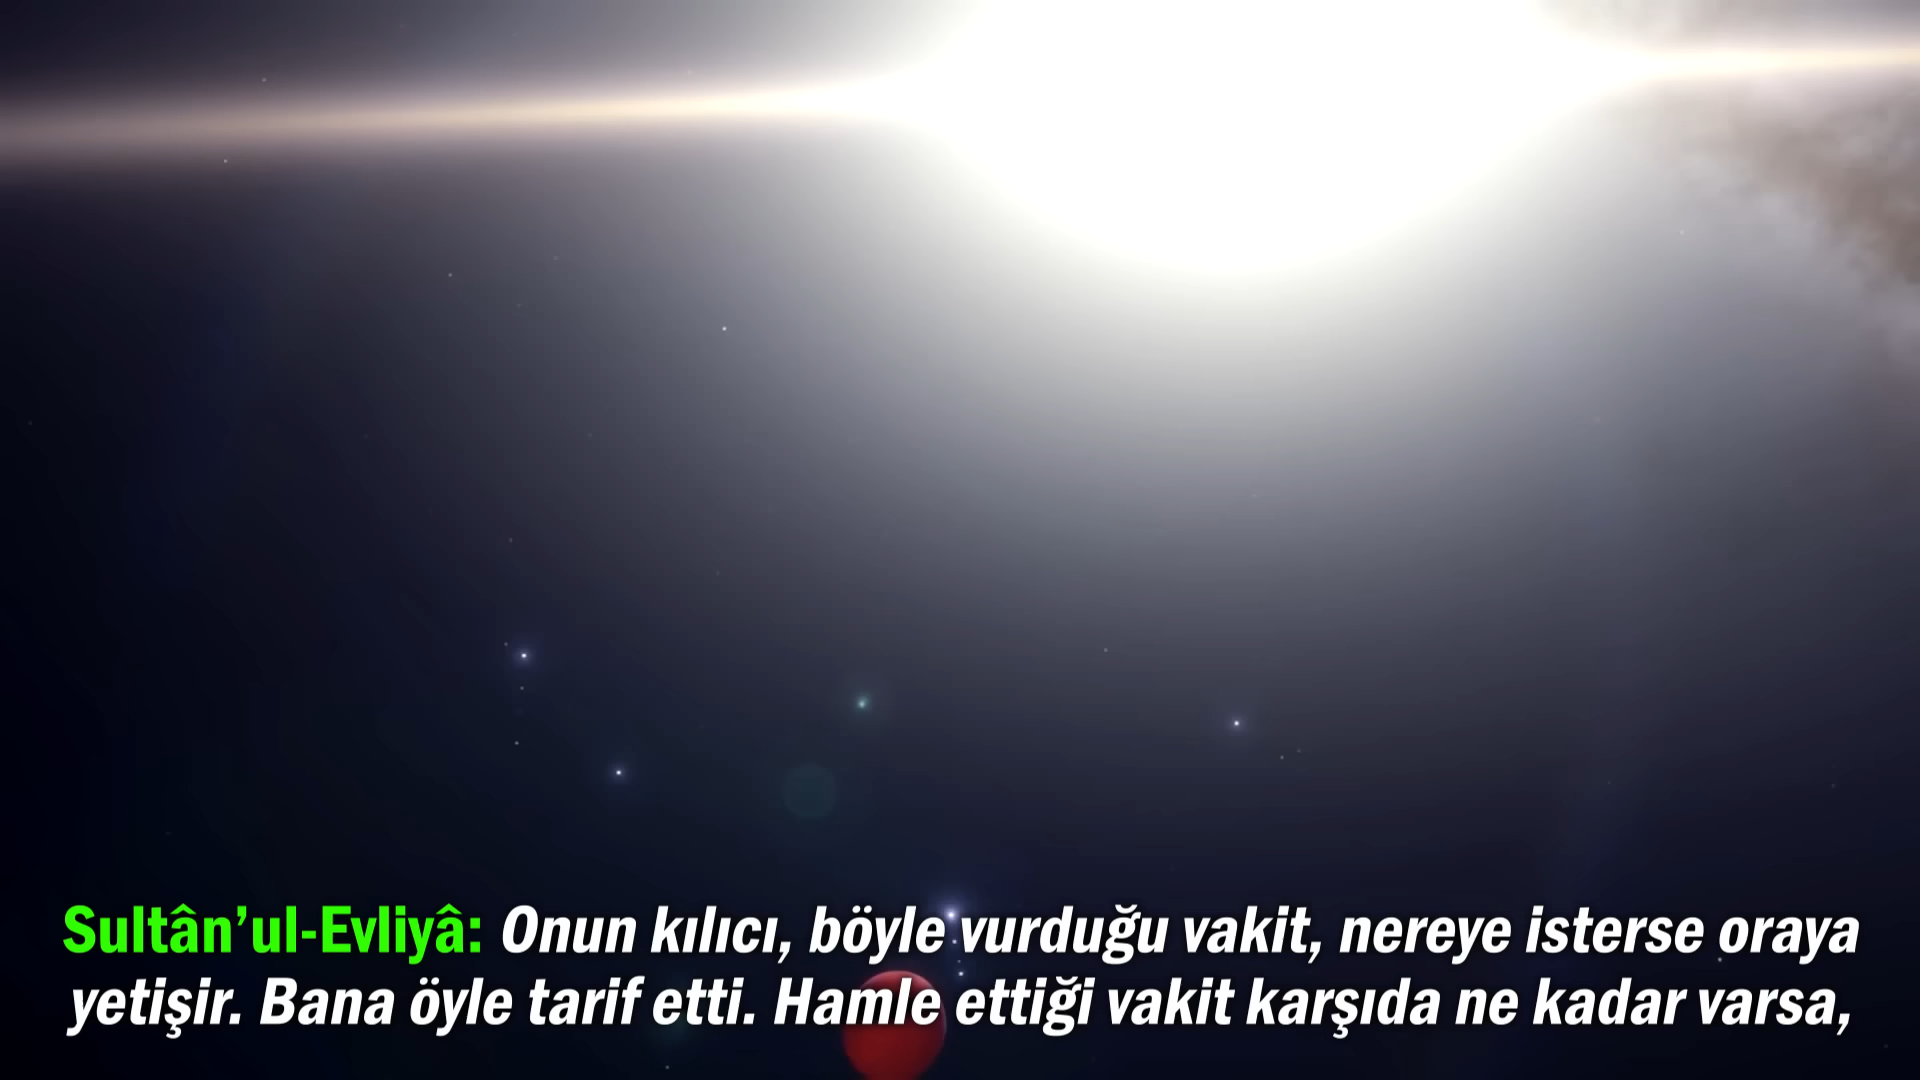 Sultân’ul-Evliyâ: Onun kılıcı, böyle vurduğu vakit, nereye isterse oraya
yetişir. Bana öyle tarif etti. Hamle ettiği vakit karşıda ne kadar varsa,